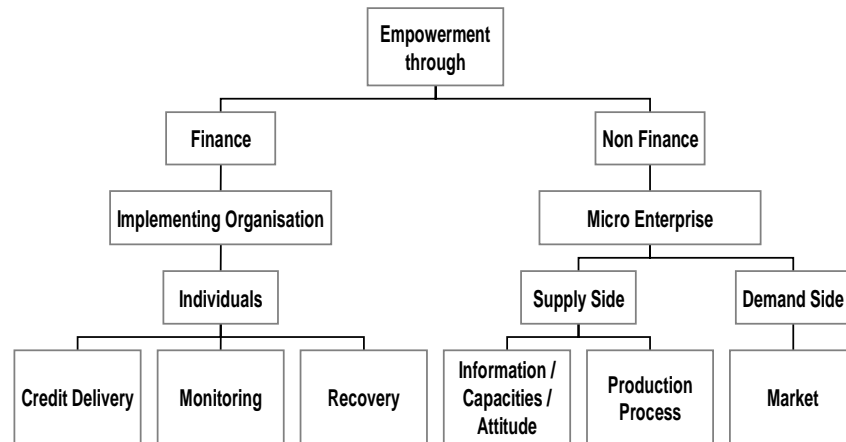 Empowerment
through
Finance
Non Finance
Implementing Organisation
Micro Enterprise
Individuals
Supply Side
Demand Side
Credit Delivery
Monitoring
Recovery
Information /
Capacities /
Attitude
Production
Process
Market